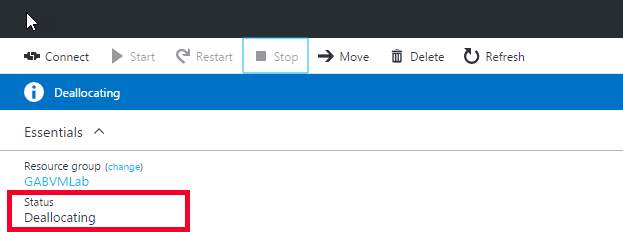 Connect Start Restart Stop Move Delete Refresh
Deallocating
Essentials
Resource group (change)
GABVMLab
Status
Deallocating